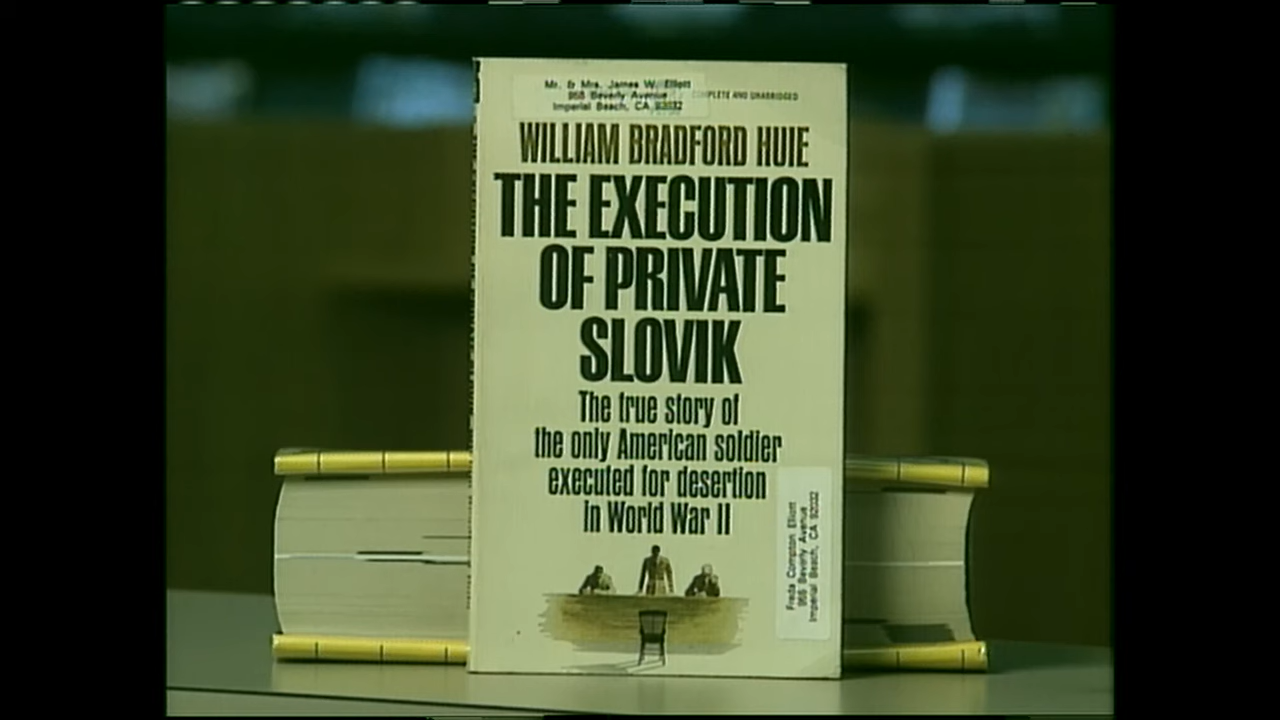 Mr. & Mrs. James W. Elliott
958 Beverly Avenue
Imperial Beach, CA 92032
COMPLETE AND UNABRIDGED
WILLIAM BRADFORD HUIE
THE EXECUTION
OF PRIVATE
SLOVIK
The true story of
the only American soldier
executed for desertion
in World War II
Freda Compton Elliott
958 Beverly Avenue
Imperial Beach, CA 92032